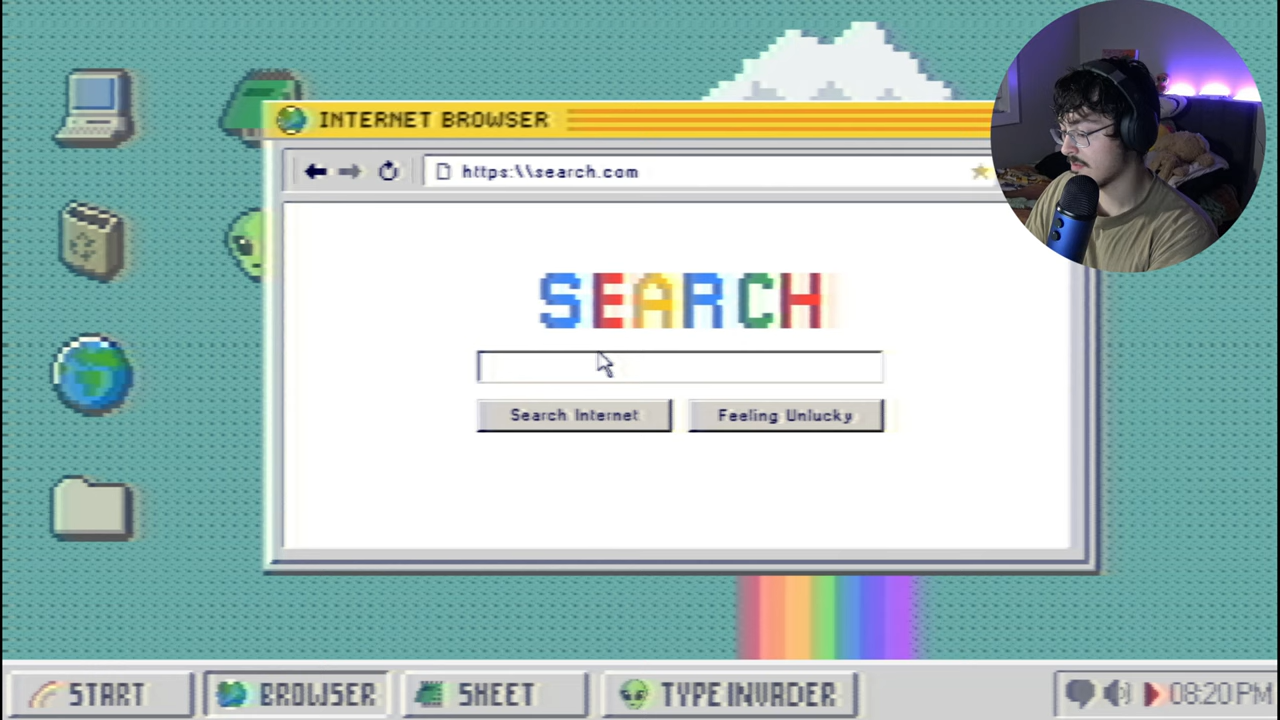 INTERNET BROWSER
https:\\search.com
SEARCH
Search Internet
Feeling Unlucky
START
BROWSER
SHEET
TYPE INVADER
08:20 PM